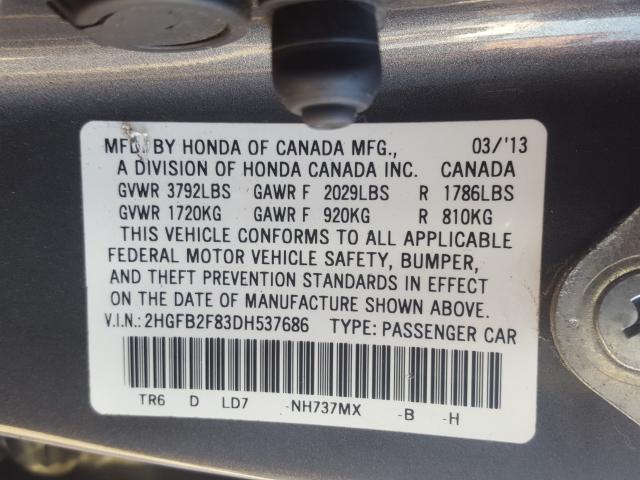 MFD. BY HONDA OF CANADA MFG., 03/'13
A DIVISION OF HONDA CANADA INC. CANADA
GVWR 3792LBS GAWR F 2029LBS R 1786LBS
GVWR 1720KG GAWR F 920KG R 810KG
THIS VEHICLE CONFORMS TO ALL APPLICABLE
FEDERAL MOTOR VEHICLE SAFETY, BUMPER,
AND THEFT PREVENTION STANDARDS IN EFFECT
ON THE DATE OF MANUFACTURE SHOWN ABOVE.
V.I.N.: 2HGFB2F83DH537686 TYPE: PASSENGER CAR
TR6 D LD7 -NH737MX -B -H